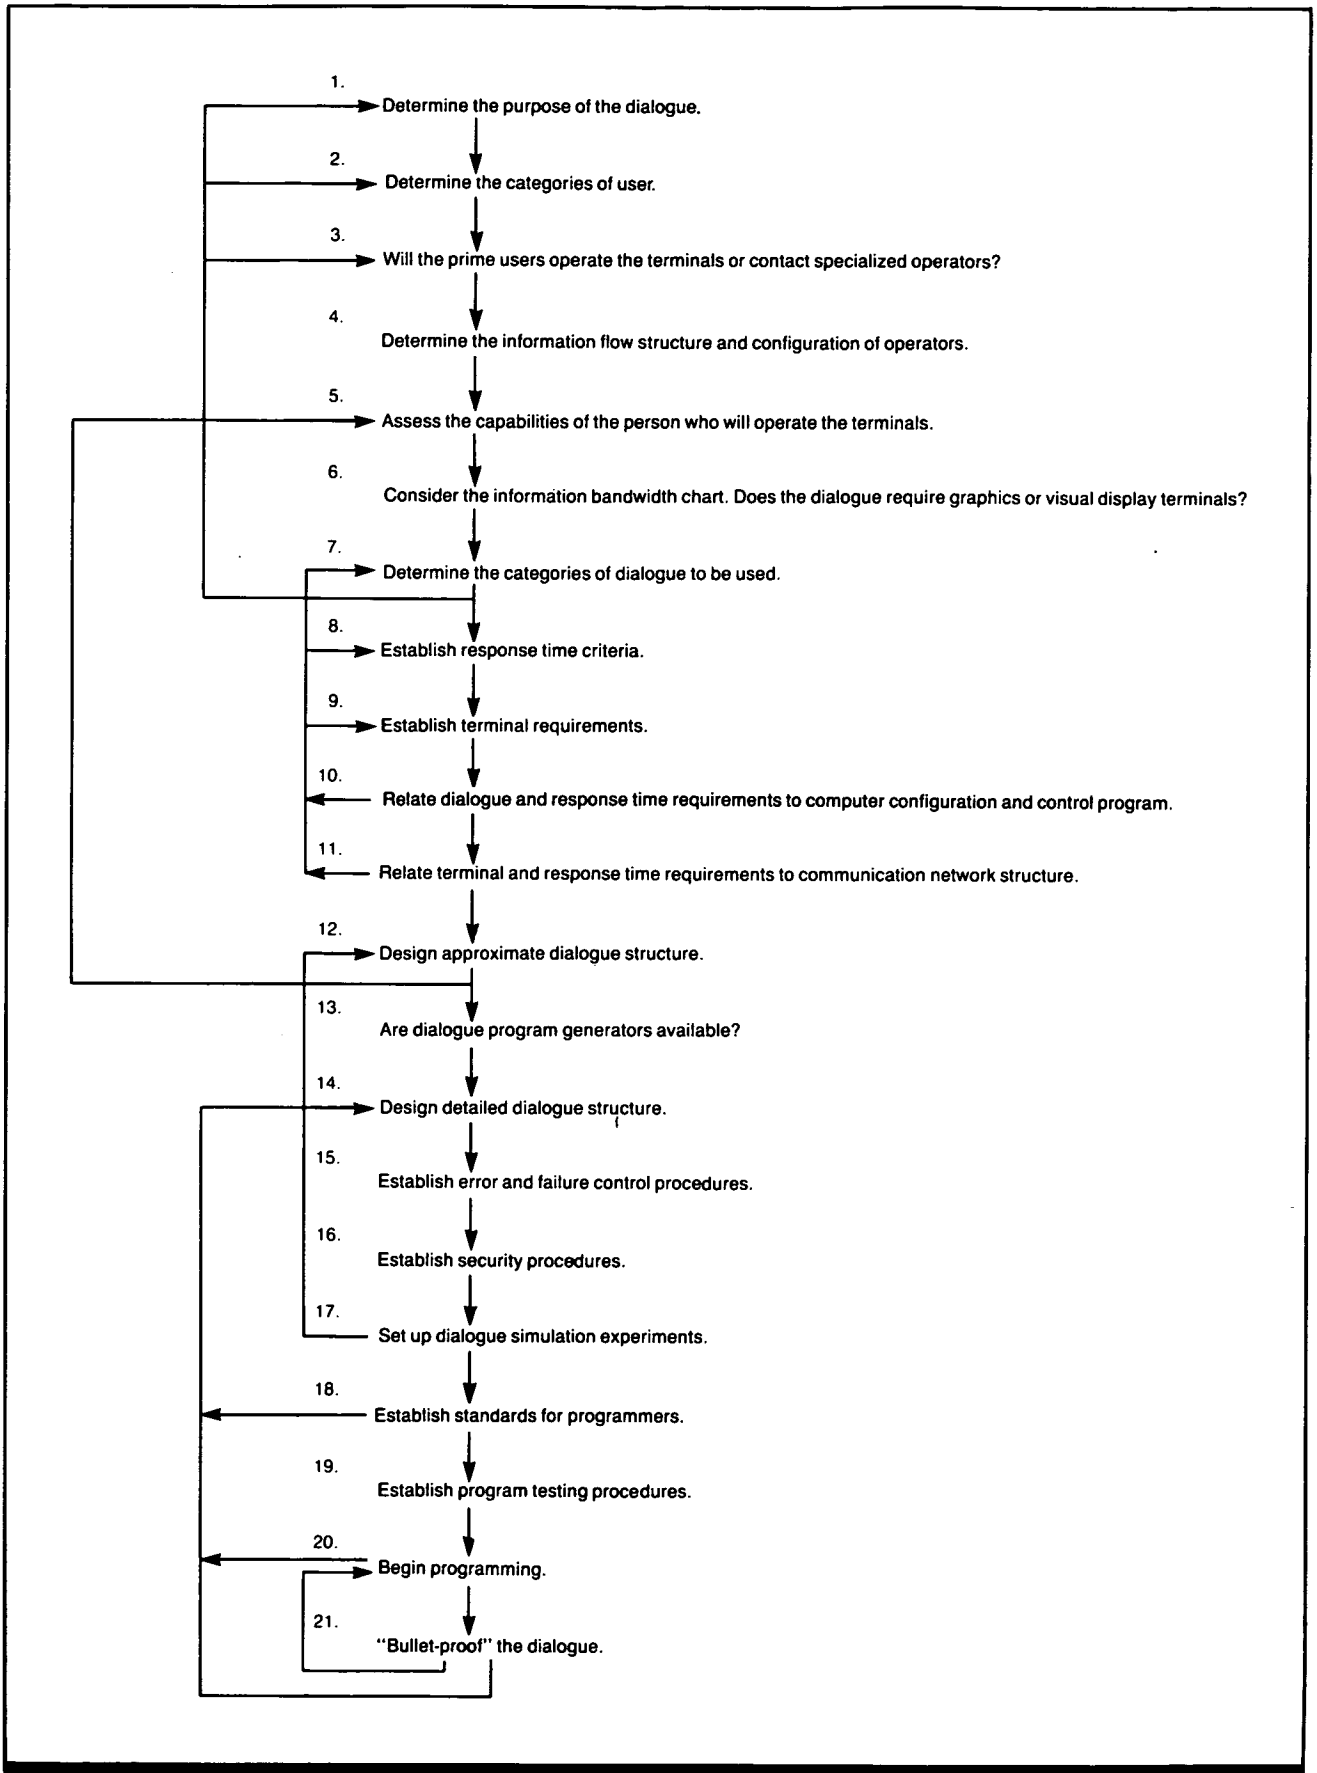 1.
Determine the purpose of the dialogue.
2.
Determine the categories of user.
3.
Will the prime users operate the terminals or contact specialized operators?
4.
Determine the information flow structure and configuration of operators.
5.
Assess the capabilities of the person who will operate the terminals.
6.
Consider the information bandwidth chart. Does the dialogue require graphics or visual display terminals?
7.
Determine the categories of dialogue to be used.
8.
Establish response time criteria.
9.
Establish terminal requirements.
10.
Relate dialogue and response time requirements to computer configuration and control program.
11.
Relate terminal and response time requirements to communication network structure.
12.
Design approximate dialogue structure.
13.
Are dialogue program generators available?
14.
Design detailed dialogue structure.
15.
Establish error and failure control procedures.
16.
Establish security procedures.
17.
Set up dialogue simulation experiments.
18.
Establish standards for programmers.
19.
Establish program testing procedures.
20.
Begin programming.
21.
"Bullet-proof" the dialogue.